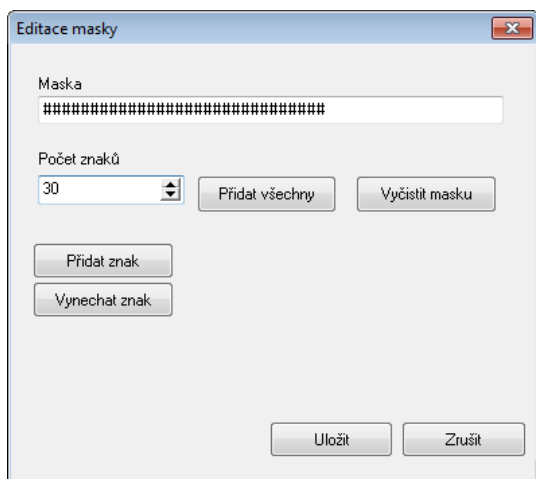 Editace masky
Maska
##############################
Počet znaků
30
Přidat všechny
Vyčistit masku
Přidat znak
Vynechat znak
Uložit
Zrušit